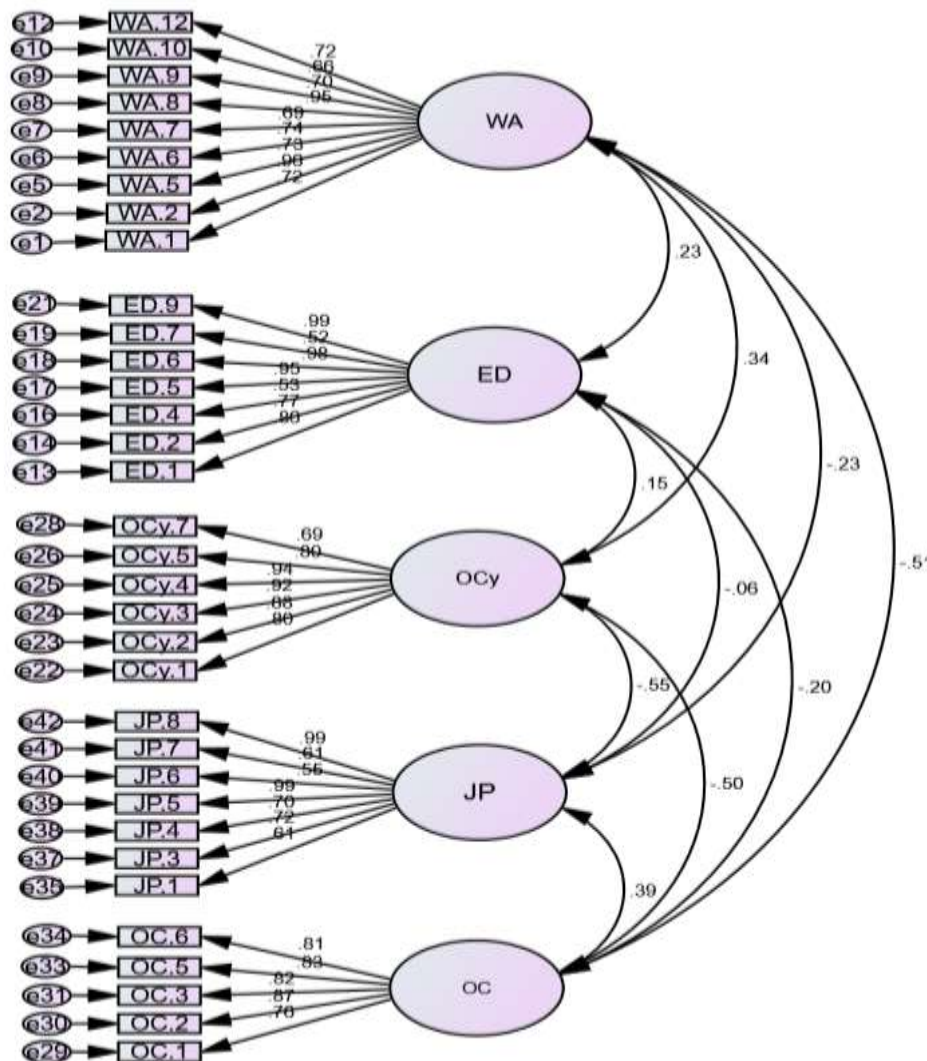 e12 WA.12 .72
e10 WA.10 .66
e9 WA.9 .70
e8 WA.8 .95
WA
e7 WA.7 .69
e6 WA.6 .74
e5 WA.5 .73
e2 WA.2
e1 WA.1 .72
.23
e21 ED.9 .99
e19 ED.7 .52
e18 ED.6 .98
.34
e17 ED.5 .95
ED
e16 ED.4 .53
e14 ED.2 .77
e13 ED.1
-.23
.15
e28 OCy.7 .69
e26 OCy.5 .80
e25 OCy.4 .94
-.51
e24 OCy.3 .92
OCy
-.06
e23 OCy.2 .88
e22 OCy.1
-.55
-.20
e42 JP.8 .99
e41 JP.7 .61
e40 JP.6 .55
-.50
e39 JP.5 .99
JP
e38 JP.4 .70
e37 JP.3 .72
e35 JP.1 .61
.39
e34 OC.6 .81
e33 OC.5 .83
e31 OC.3 .82
OC
e30 OC.2 .87
e29 OC.1